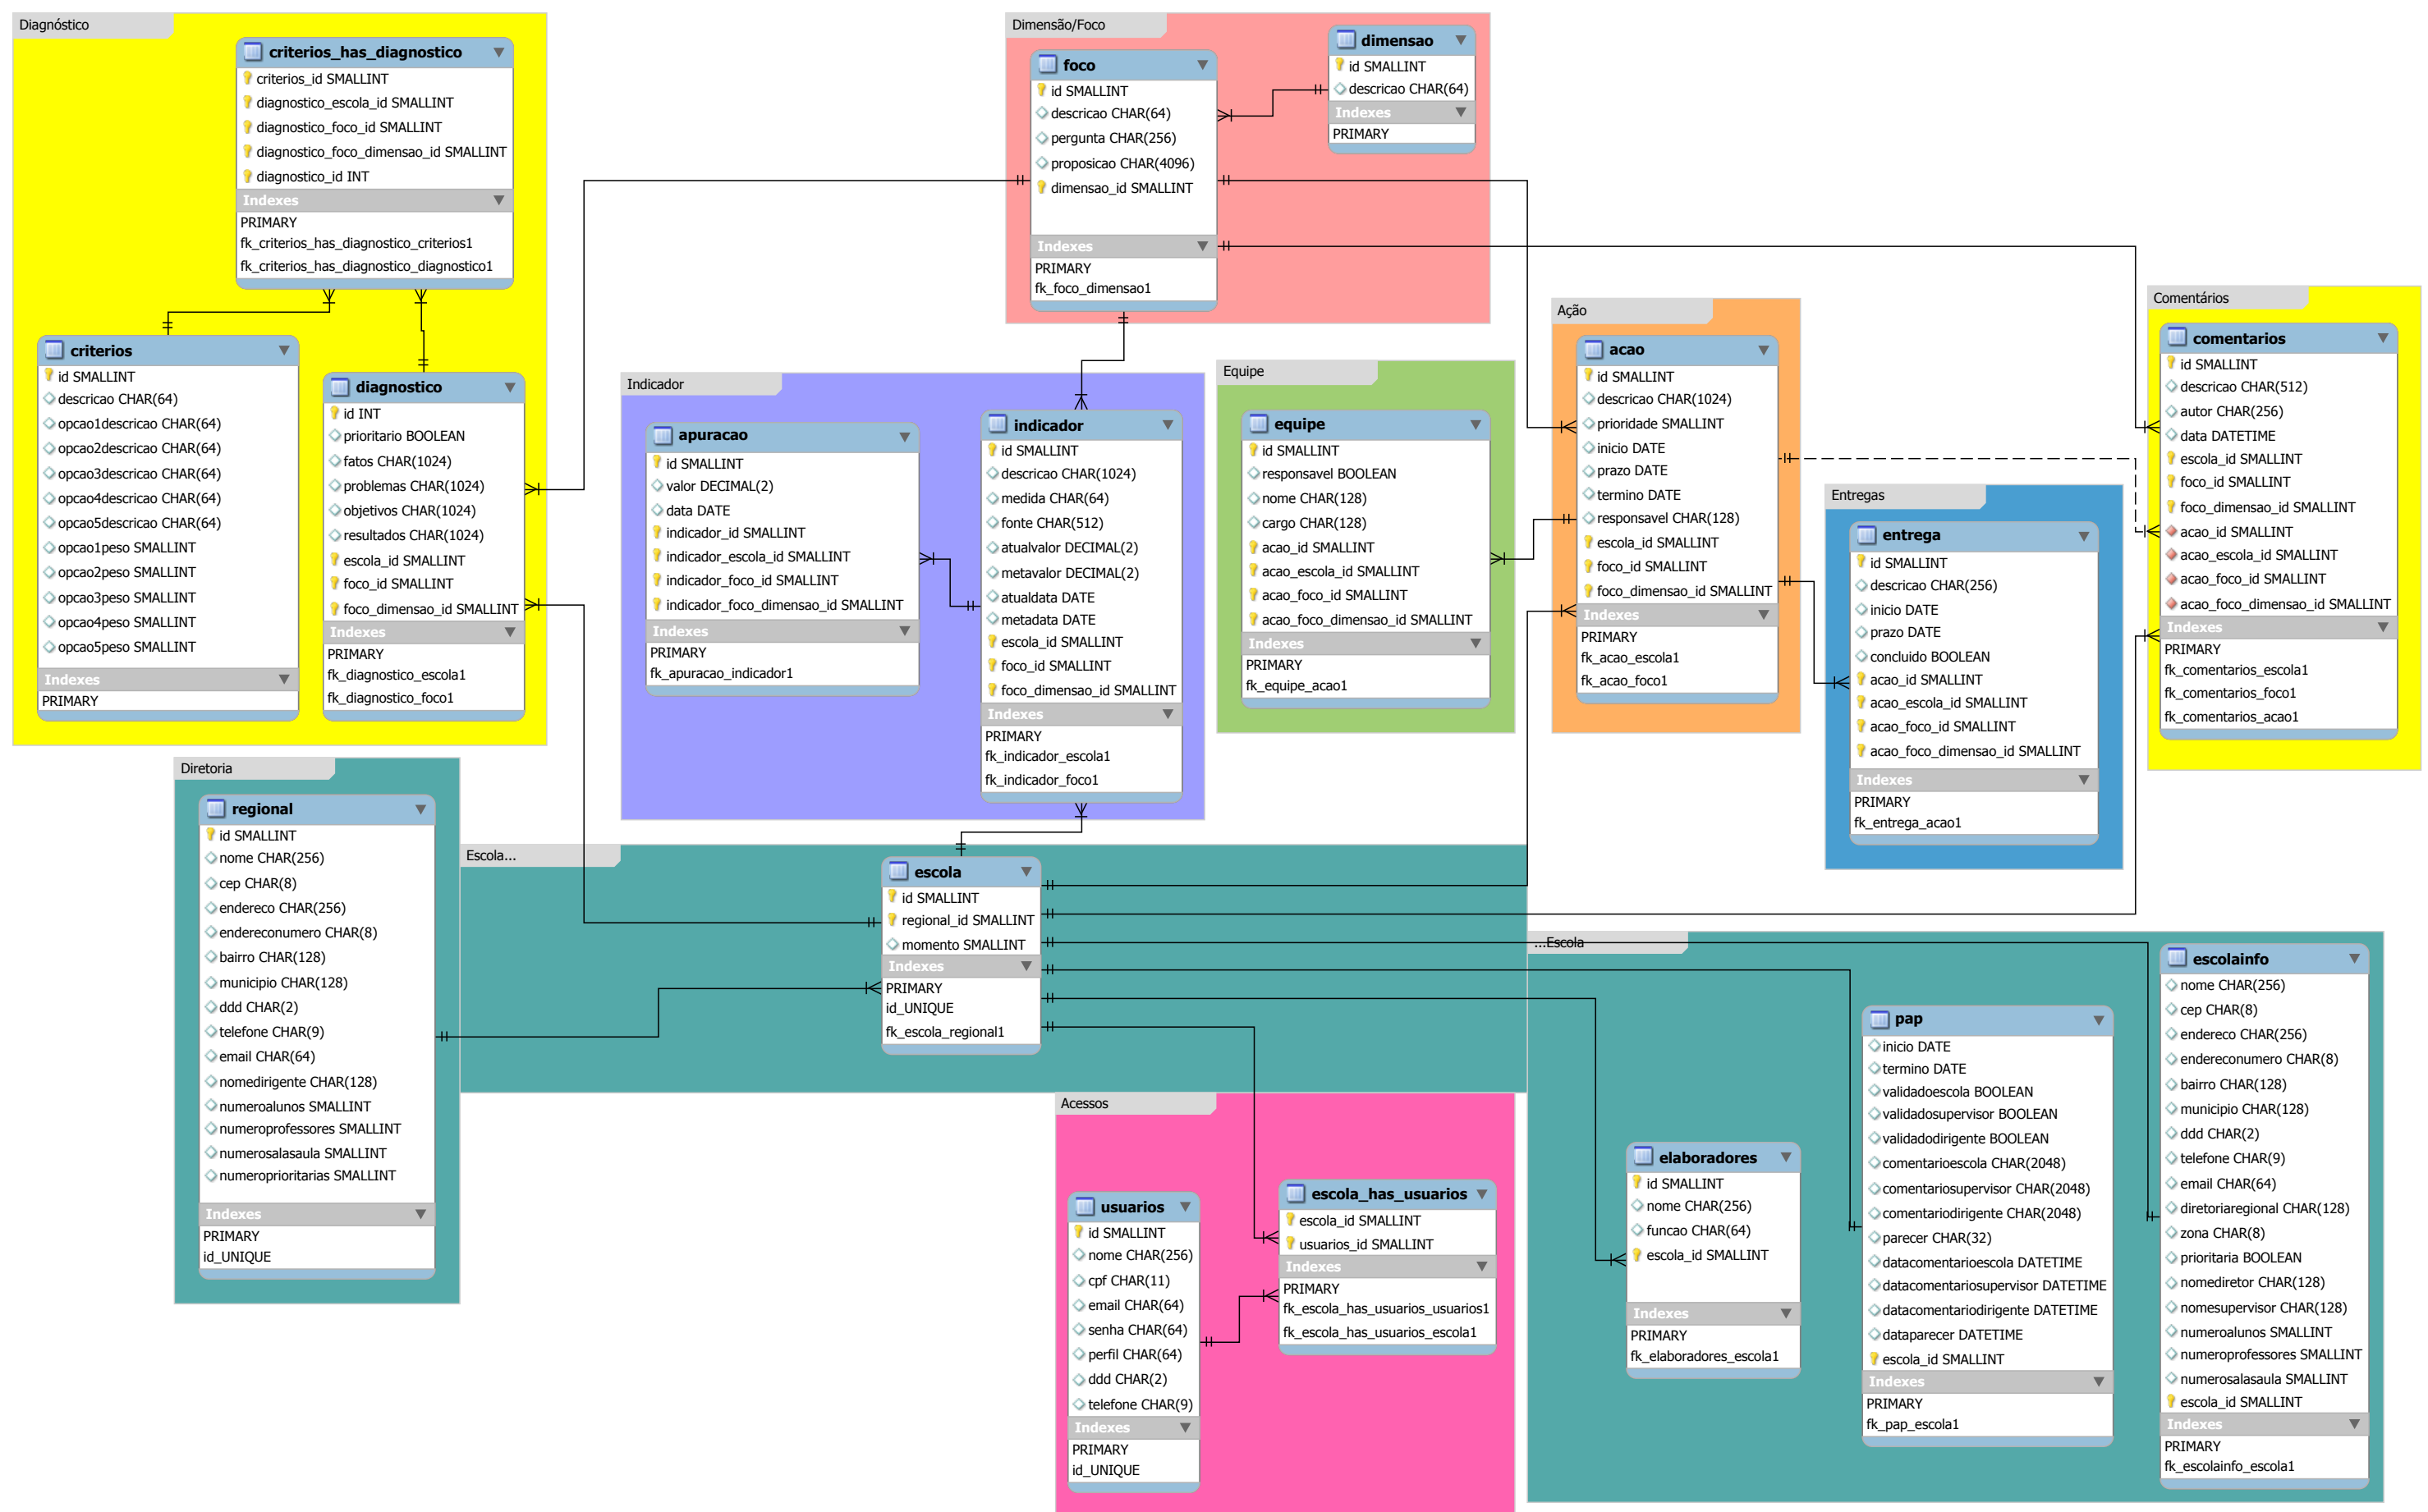 Diagnóstico
criterios_has_diagnostico
criterios_id SMALLINT
diagnostico_escola_id SMALLINT
diagnostico_foco_id SMALLINT
diagnostico_foco_dimensao_id SMALLINT
diagnostico_id INT
Indexes
PRIMARY
fk_criterios_has_diagnostico_criterios1
fk_criterios_has_diagnostico_diagnostico1
criterios
id SMALLINT
descricao CHAR(64)
opcao1descricao CHAR(64)
opcao2descricao CHAR(64)
opcao3descricao CHAR(64)
opcao4descricao CHAR(64)
opcao5descricao CHAR(64)
opcao1peso SMALLINT
opcao2peso SMALLINT
opcao3peso SMALLINT
opcao4peso SMALLINT
opcao5peso SMALLINT
Indexes
PRIMARY
diagnostico
id INT
prioritario BOOLEAN
fatos CHAR(1024)
problemas CHAR(1024)
objetivos CHAR(1024)
resultados CHAR(1024)
escola_id SMALLINT
foco_id SMALLINT
foco_dimensao_id SMALLINT
Indexes
PRIMARY
fk_diagnostico_escola1
fk_diagnostico_foco1
Dimensão/Foco
foco
id SMALLINT
descricao CHAR(64)
pergunta CHAR(256)
proposicao CHAR(4096)
dimensao_id SMALLINT
Indexes
PRIMARY
fk_foco_dimensao1
dimensao
id SMALLINT
descricao CHAR(64)
Indexes
PRIMARY
Indicador
apuracao
id SMALLINT
valor DECIMAL(2)
data DATE
indicador_id SMALLINT
indicador_escola_id SMALLINT
indicador_foco_id SMALLINT
indicador_foco_dimensao_id SMALLINT
Indexes
PRIMARY
fk_apuracao_indicador1
indicador
id SMALLINT
descricao CHAR(1024)
medida CHAR(64)
fonte CHAR(512)
atualvalor DECIMAL(2)
metavalor DECIMAL(2)
atualdata DATE
metadata DATE
escola_id SMALLINT
foco_id SMALLINT
foco_dimensao_id SMALLINT
Indexes
PRIMARY
fk_indicador_escola1
fk_indicador_foco1
Equipe
equipe
id SMALLINT
responsavel BOOLEAN
nome CHAR(128)
cargo CHAR(128)
acao_id SMALLINT
acao_escola_id SMALLINT
acao_foco_id SMALLINT
acao_foco_dimensao_id SMALLINT
Indexes
PRIMARY
fk_equipe_acao1
Ação
acao
id SMALLINT
descricao CHAR(1024)
prioridade SMALLINT
inicio DATE
prazo DATE
termino DATE
responsavel CHAR(128)
escola_id SMALLINT
foco_id SMALLINT
foco_dimensao_id SMALLINT
Indexes
PRIMARY
fk_acao_escola1
fk_acao_foco1
Entregas
entrega
id SMALLINT
descricao CHAR(256)
inicio DATE
prazo DATE
concluido BOOLEAN
acao_id SMALLINT
acao_escola_id SMALLINT
acao_foco_id SMALLINT
acao_foco_dimensao_id SMALLINT
Indexes
PRIMARY
fk_entrega_acao1
Comentários
comentarios
id SMALLINT
descricao CHAR(512)
autor CHAR(256)
data DATETIME
escola_id SMALLINT
foco_id SMALLINT
foco_dimensao_id SMALLINT
acao_id SMALLINT
acao_escola_id SMALLINT
acao_foco_id SMALLINT
acao_foco_dimensao_id SMALLINT
Indexes
PRIMARY
fk_comentarios_escola1
fk_comentarios_foco1
fk_comentarios_acao1
Diretoria
regional
id SMALLINT
nome CHAR(256)
cep CHAR(8)
endereco CHAR(256)
endereconumero CHAR(8)
bairro CHAR(128)
municipio CHAR(128)
ddd CHAR(2)
telefone CHAR(9)
email CHAR(64)
nomedirigente CHAR(128)
numeroalunos SMALLINT
numeroprofessores SMALLINT
numerosalasaula SMALLINT
numeroprioritarias SMALLINT
Indexes
PRIMARY
id_UNIQUE
Escola...
escola
id SMALLINT
regional_id SMALLINT
momento SMALLINT
Indexes
PRIMARY
id_UNIQUE
fk_escola_regional1
Acessos
usuarios
id SMALLINT
nome CHAR(256)
cpf CHAR(11)
email CHAR(64)
senha CHAR(64)
perfil CHAR(64)
ddd CHAR(2)
telefone CHAR(9)
Indexes
PRIMARY
id_UNIQUE
escola_has_usuarios
escola_id SMALLINT
usuarios_id SMALLINT
Indexes
PRIMARY
fk_escola_has_usuarios_usuarios1
fk_escola_has_usuarios_escola1
...Escola
elaboradores
id SMALLINT
nome CHAR(256)
funcao CHAR(64)
escola_id SMALLINT
Indexes
PRIMARY
fk_elaboradores_escola1
pap
inicio DATE
termino DATE
validadoescola BOOLEAN
validadosupervisor BOOLEAN
validadodirigente BOOLEAN
comentarioescola CHAR(2048)
comentariosupervisor CHAR(2048)
comentariodirigente CHAR(2048)
parecer CHAR(32)
datacomentarioescola DATETIME
datacomentariosupervisor DATETIME
datacomentariodirigente DATETIME
dataparecer DATETIME
escola_id SMALLINT
Indexes
PRIMARY
fk_pap_escola1
escolainfo
nome CHAR(256)
cep CHAR(8)
endereco CHAR(256)
endereconumero CHAR(8)
bairro CHAR(128)
municipio CHAR(128)
ddd CHAR(2)
telefone CHAR(9)
email CHAR(64)
diretoriaregional CHAR(128)
zona CHAR(8)
prioritaria BOOLEAN
nomediretor CHAR(128)
nomesupervisor CHAR(128)
numeroalunos SMALLINT
numeroprofessores SMALLINT
numerosalasaula SMALLINT
escola_id SMALLINT
Indexes
PRIMARY
fk_escolainfo_escola1